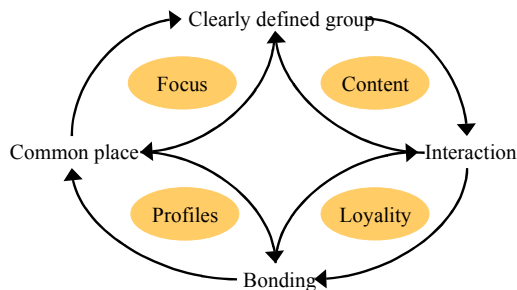 Clearly defined group
Focus
Content
Common place
Interaction
Profiles
Loyality
Bonding